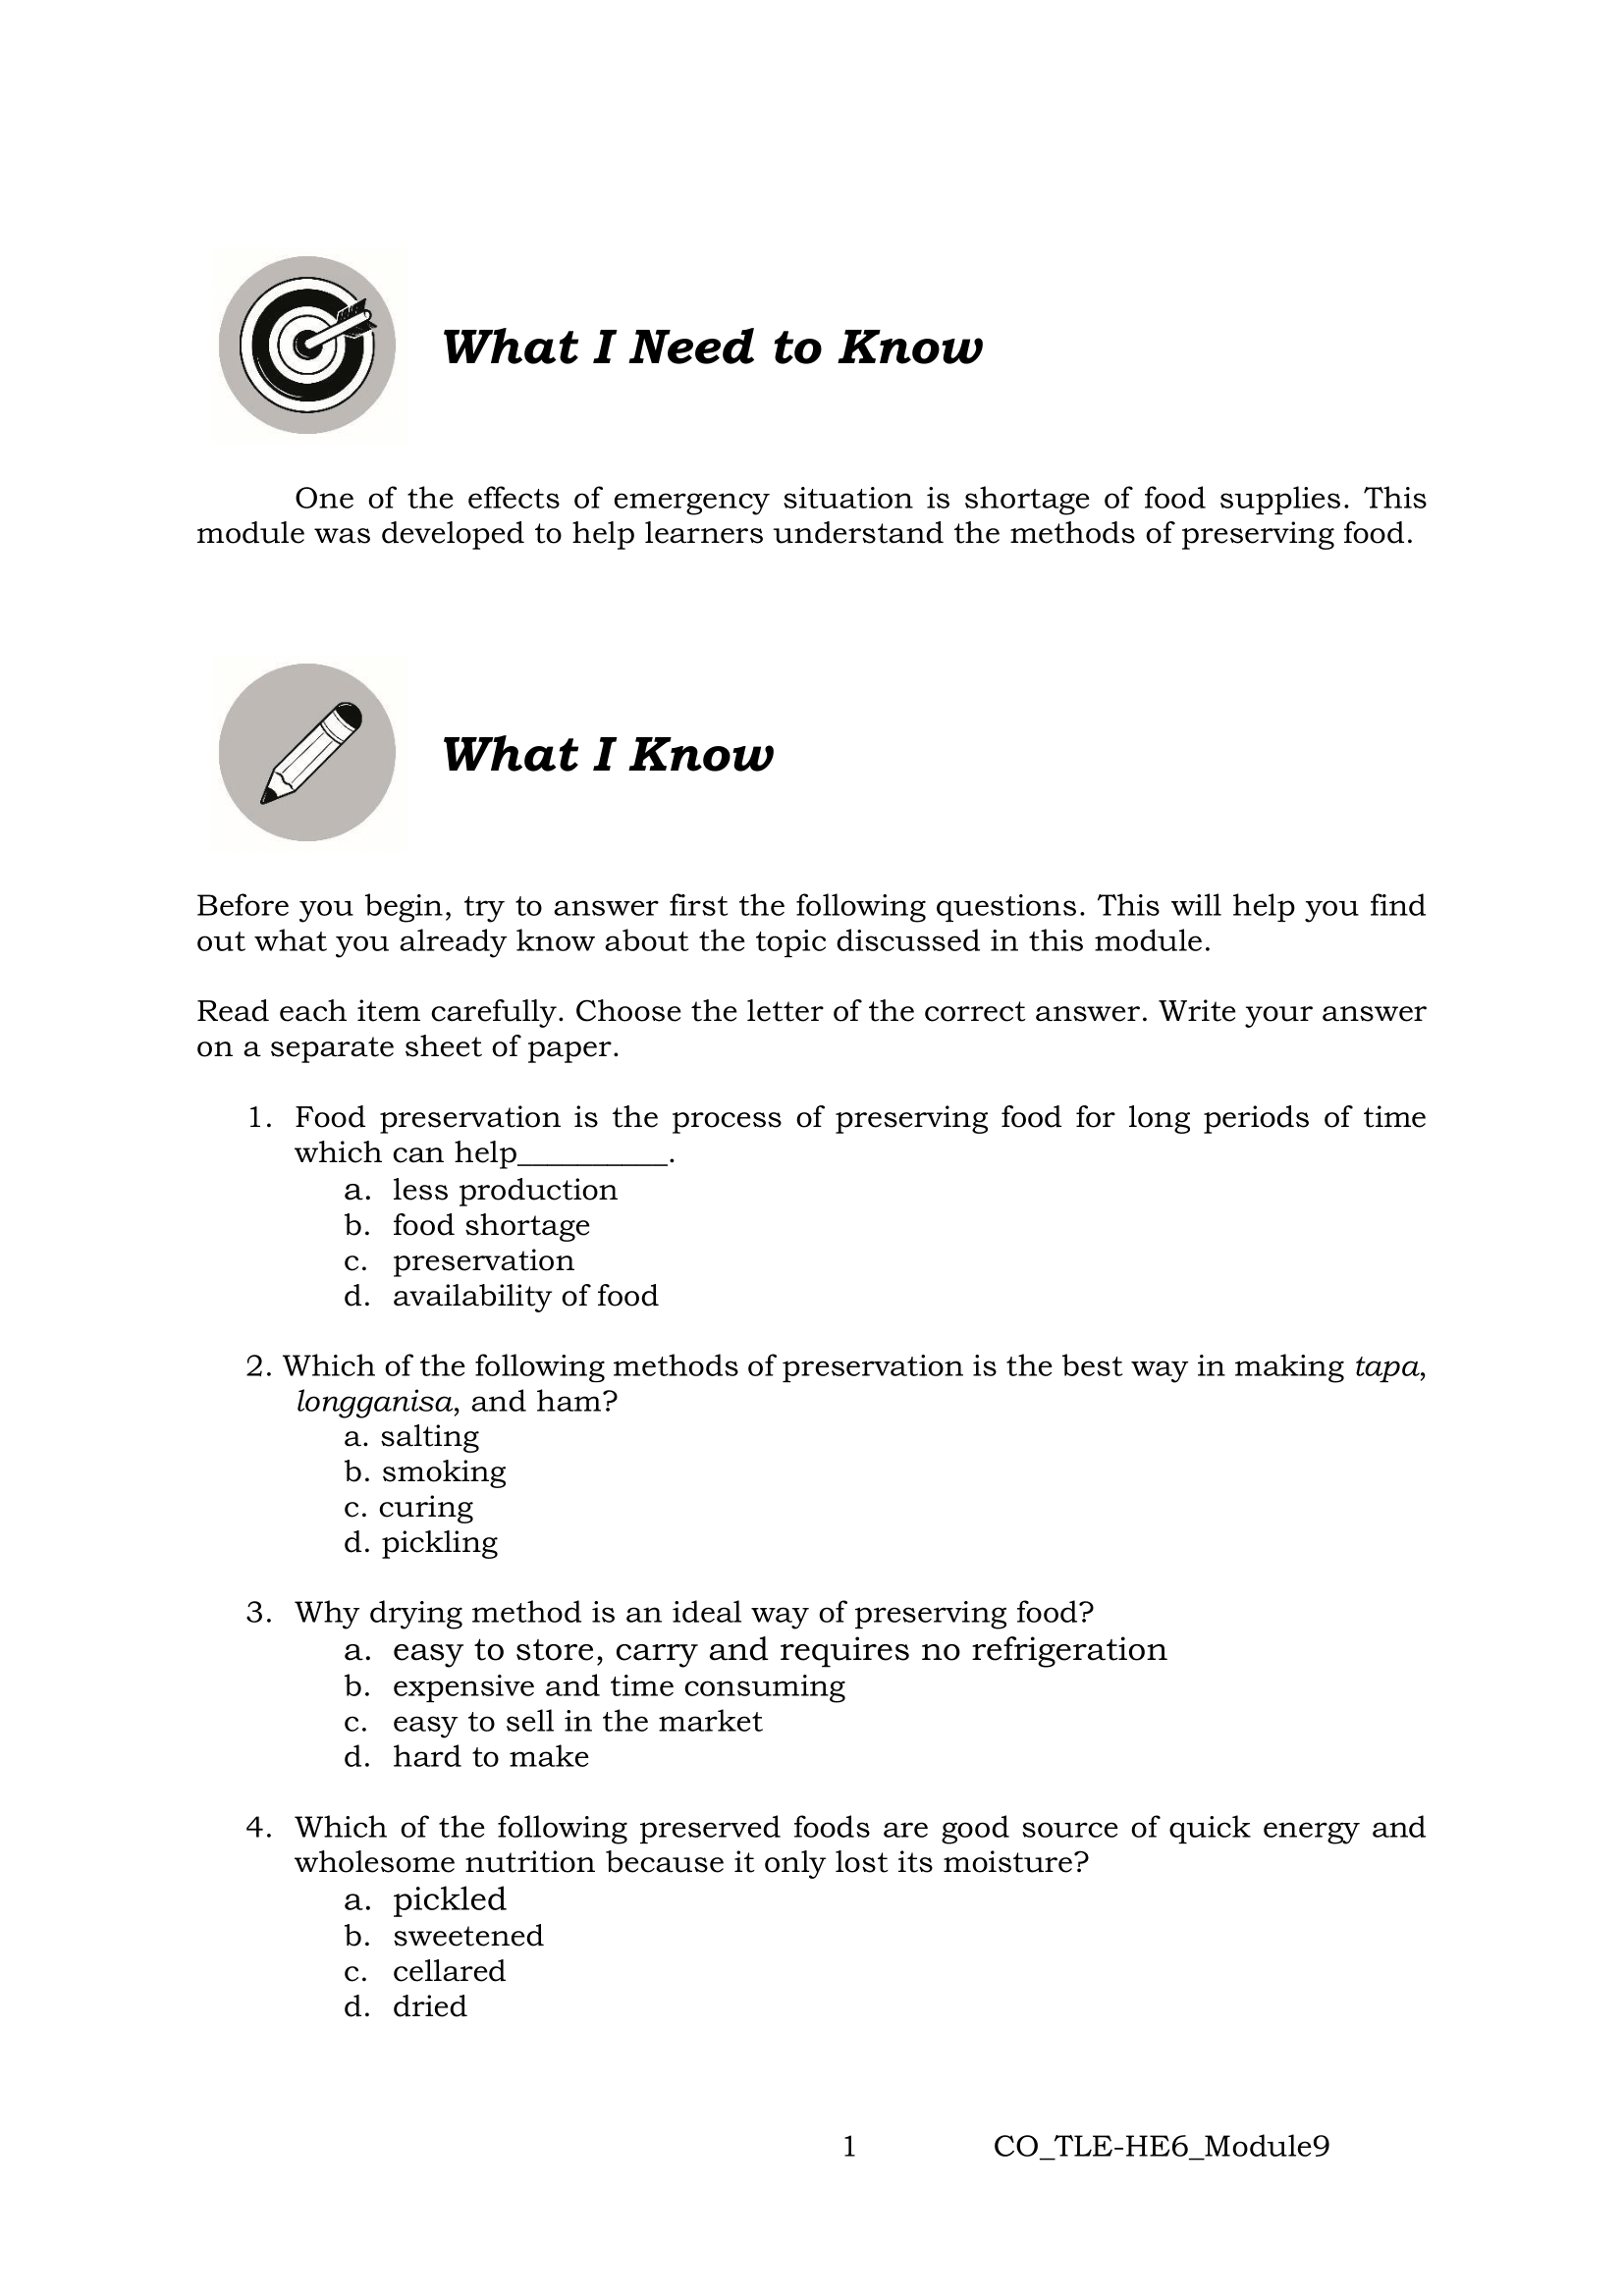 What I Need to Know
One of the effects of emergency situation is shortage of food supplies. This
module was developed to help learners understand the methods of preserving food.
What I Know
Before you begin, try to answer first the following questions. This will help you find
out what you already know about the topic discussed in this module.
Read each item carefully. Choose the letter of the correct answer. Write your answer
on a separate sheet of paper.
1. Food preservation is the process of preserving food for long periods of time
which can help__________.
a. less production
b. food shortage
c. preservation
d. availability of food
2. Which of the following methods of preservation is the best way in making tapa,
longganisa, and ham?
a. salting
b. smoking
c. curing
d. pickling
3. Why drying method is an ideal way of preserving food?
a. easy to store, carry and requires no refrigeration
b. expensive and time consuming
c. easy to sell in the market
d. hard to make
4. Which of the following preserved foods are good source of quick energy and
wholesome nutrition because it only lost its moisture?
a. pickled
b. sweetened
c. cellared
d. dried
1 CO_TLE-HE6_Module9